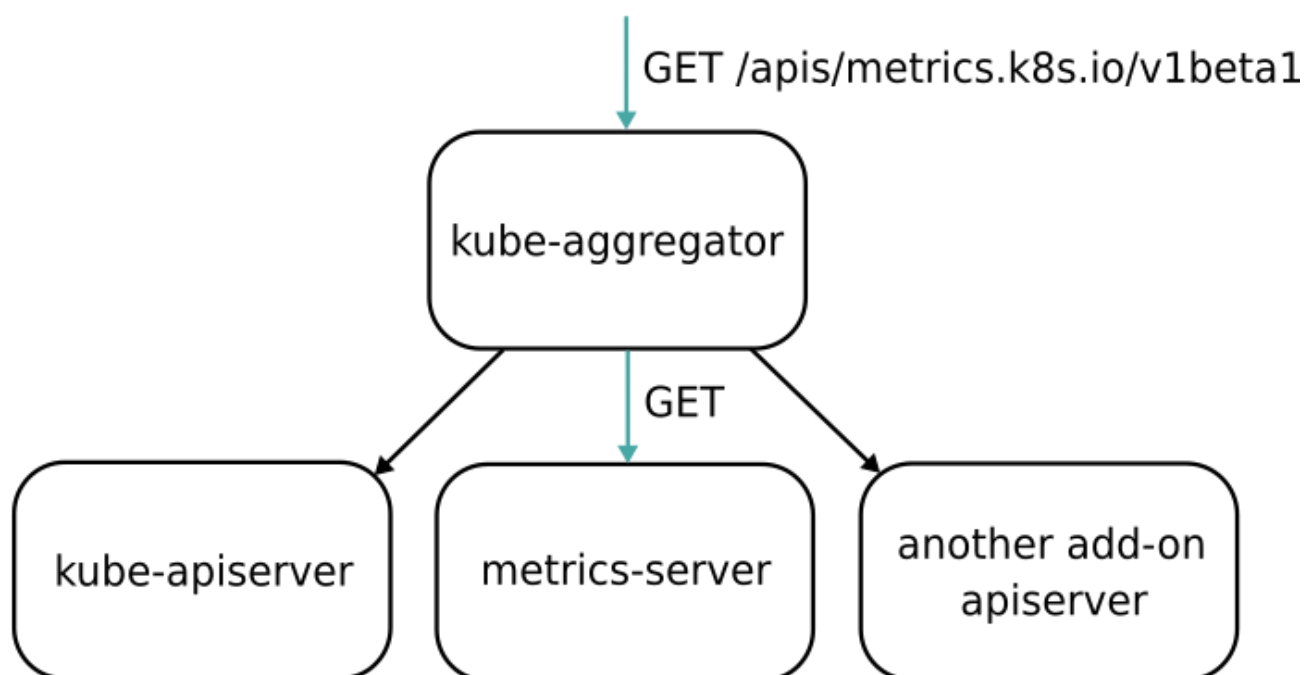 GET /apis/metrics.k8s.io/v1beta1
kube-aggregator
GET
kube-apiserver
metrics-server
another add-on
apiserver